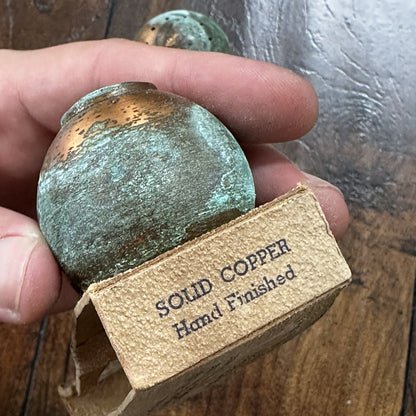 SOLID COPPER
Hand Finished